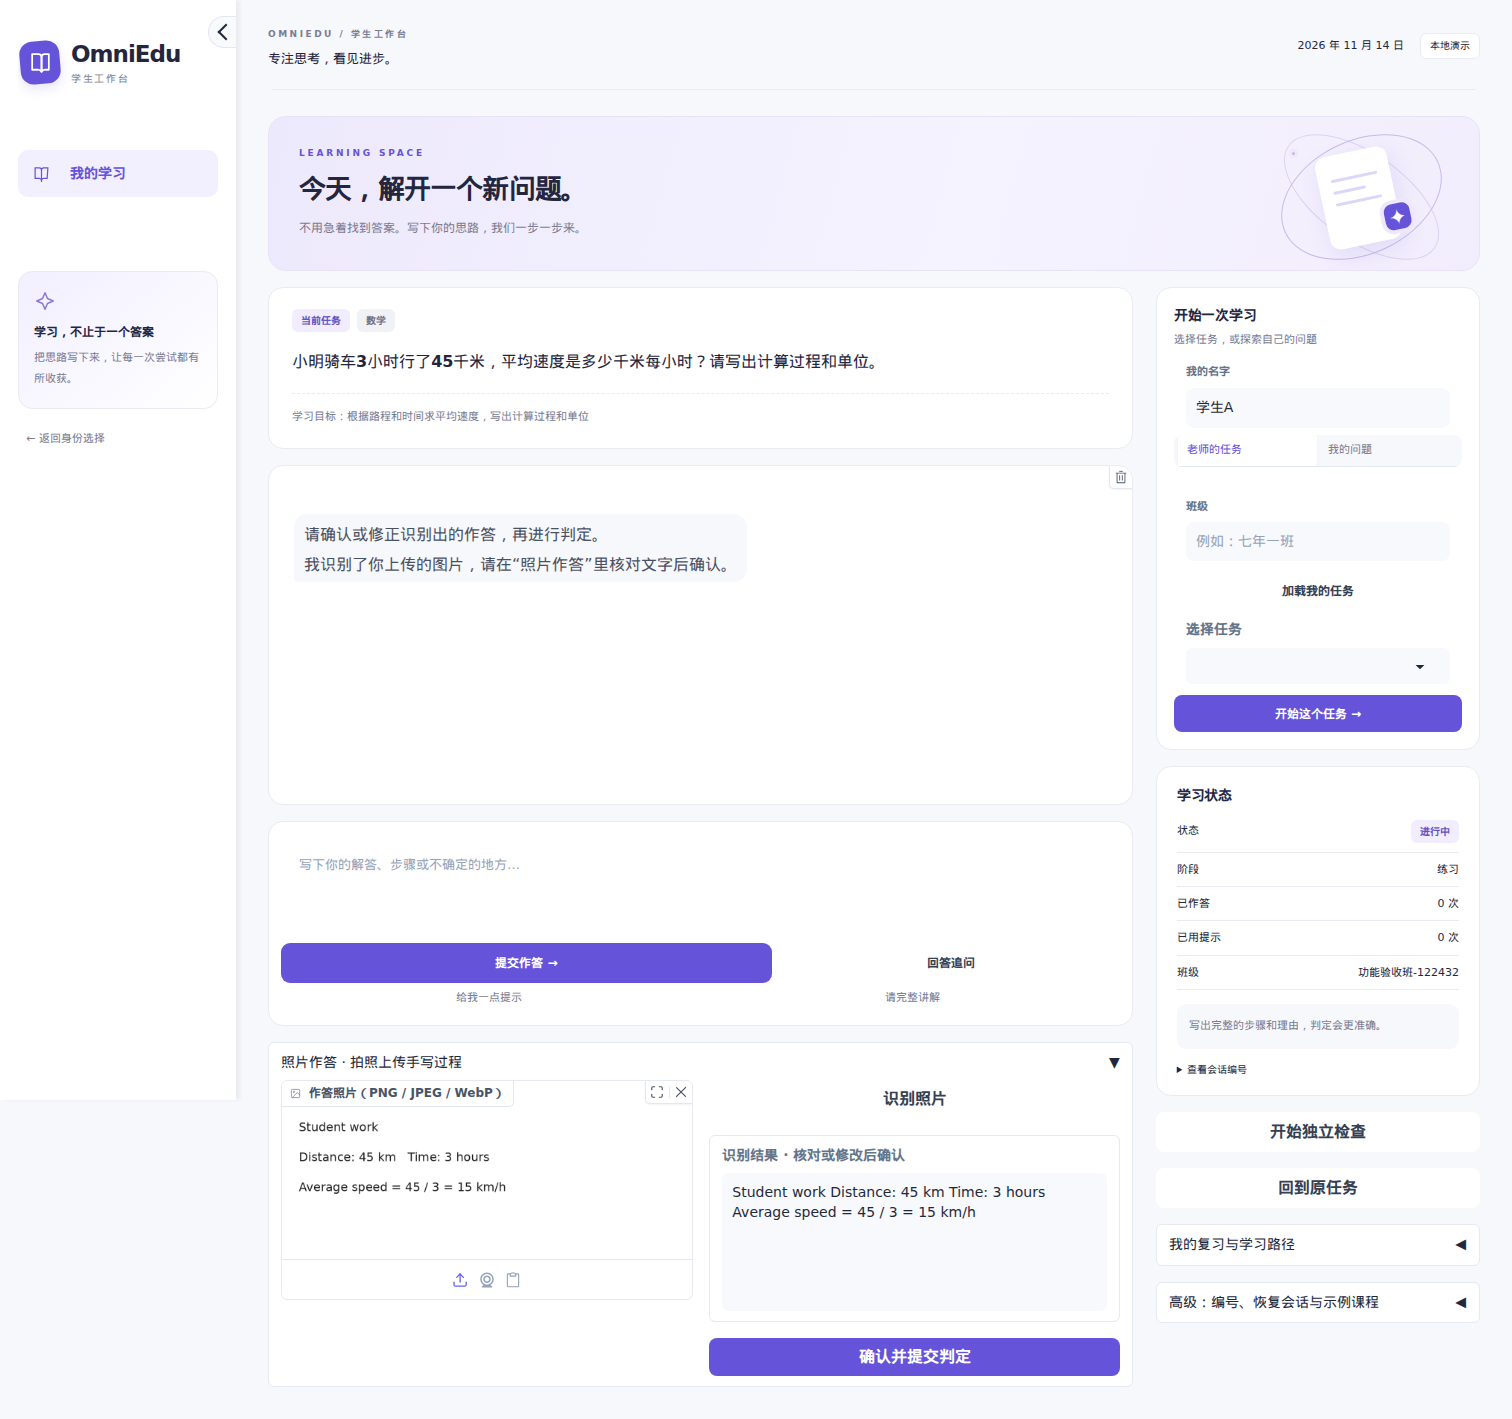 OmniEdu
学生工作台
我的学习
学习，不止于一个答案
把思路写下来，让每一次尝试都有
所收获。
← 返回身份选择
OMNIEDU / 学生工作台
专注思考，看见进步。
2026 年 11 月 14 日
本地演示
LEARNING SPACE
今天，解开一个新问题。
不用急着找到答案。写下你的思路，我们一步一步来。
当前任务
数学
小明骑车3小时行了45千米，平均速度是多少千米每小时？请写出计算过程和单位。
学习目标：根据路程和时间求平均速度，写出计算过程和单位
请确认或修正识别出的作答，再进行判定。
我识别了你上传的图片，请在“照片作答”里核对文字后确认。
写下你的解答、步骤或不确定的地方...
提交作答 →
回答追问
给我一点提示
请完整讲解
照片作答 · 拍照上传手写过程
▼
作答照片（PNG / JPEG / WebP）
Student work
Distance: 45 km   Time: 3 hours
Average speed = 45 / 3 = 15 km/h
识别照片
识别结果 · 核对或修改后确认
Student work Distance: 45 km Time: 3 hours
Average speed = 45 / 3 = 15 km/h
确认并提交判定
开始一次学习
选择任务，或探索自己的问题
我的名字
学生A
老师的任务
我的问题
班级
例如：七年一班
加载我的任务
选择任务
开始这个任务 →
学习状态
状态
进行中
阶段
练习
已作答
0 次
已用提示
0 次
班级
功能验收班-122432
写出完整的步骤和理由，判定会更准确。
▶ 查看会话编号
开始独立检查
回到原任务
我的复习与学习路径
◀
高级：编号、恢复会话与示例课程
◀